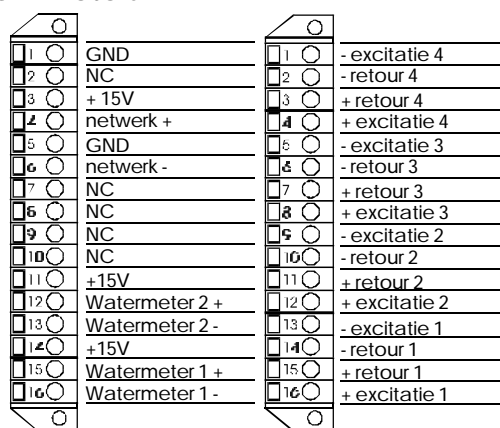 1 GND
2 NC
3 + 15V
4 netwerk +
5 GND
6 netwerk -
7 NC
8 NC
9 NC
10 NC
11 +15V
12 Watermeter 2 +
13 Watermeter 2 -
14 +15V
15 Watermeter 1 +
16 Watermeter 1 -
1 - excitatie 4
2 - retour 4
3 + retour 4
4 + excitatie 4
5 - excitatie 3
6 - retour 3
7 + retour 3
8 + excitatie 3
9 - excitatie 2
10 - retour 2
11 + retour 2
12 + excitatie 2
13 - excitatie 1
14 - retour 1
15 + retour 1
16 + excitatie 1